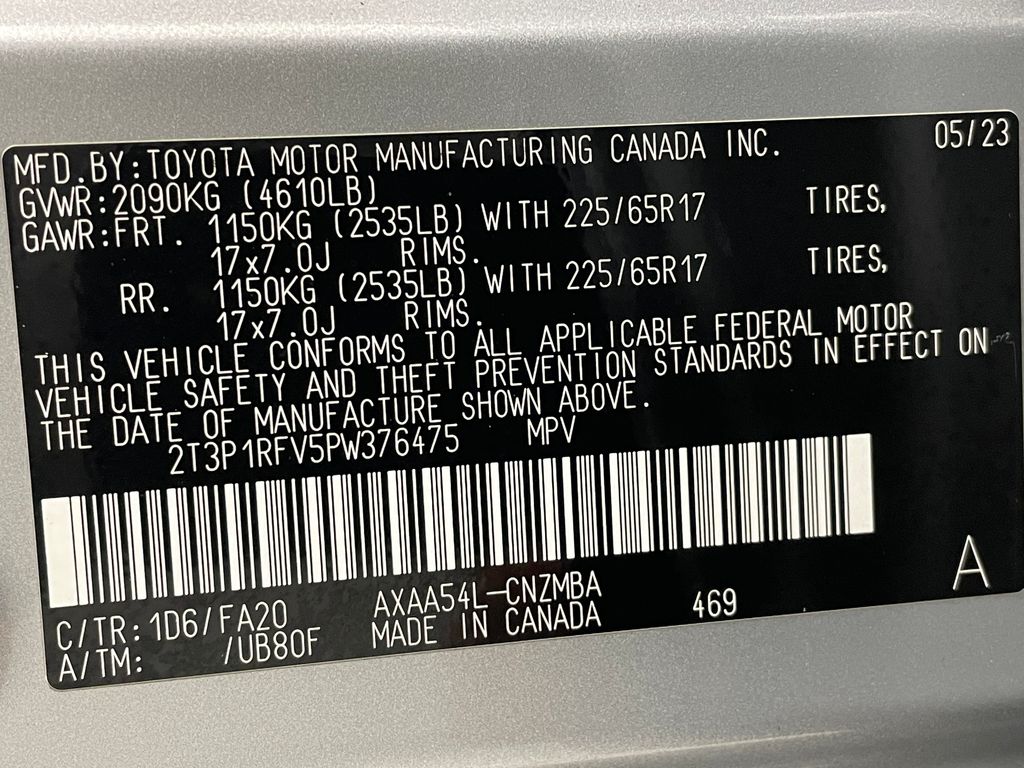 MFD.BY:TOYOTA MOTOR MANUFACTURING CANADA INC. 05/23
GVWR:2090KG (4610LB)
GAWR:FRT. 1150KG (2535LB) WITH 225/65R17 TIRES,
17x7.0J RIMS.
RR. 1150KG (2535LB) WITH 225/65R17 TIRES,
17x7.0J RIMS.
THIS VEHICLE CONFORMS TO ALL APPLICABLE FEDERAL MOTOR
VEHICLE SAFETY AND THEFT PREVENTION STANDARDS IN EFFECT ON
THE DATE OF MANUFACTURE SHOWN ABOVE.
2T3P1RFV5PW376475 MPV
C/TR:1D6/FA20 AXAA54L-CNZMBA 469 A
A/TM: /UB80F MADE IN CANADA